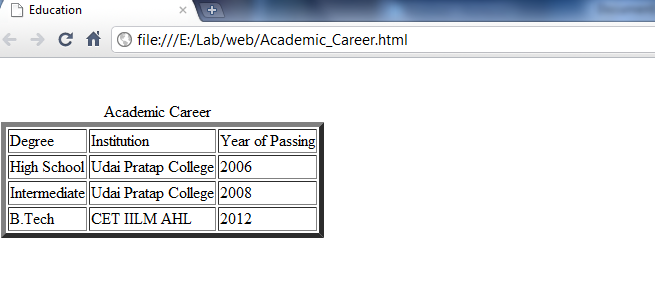 Education
file:///E:/Lab/web/Academic_Career.html
Academic Career
Degree Institution Year of Passing
High School Udai Pratap College 2006
Intermediate Udai Pratap College 2008
B.Tech CET IILM AHL 2012